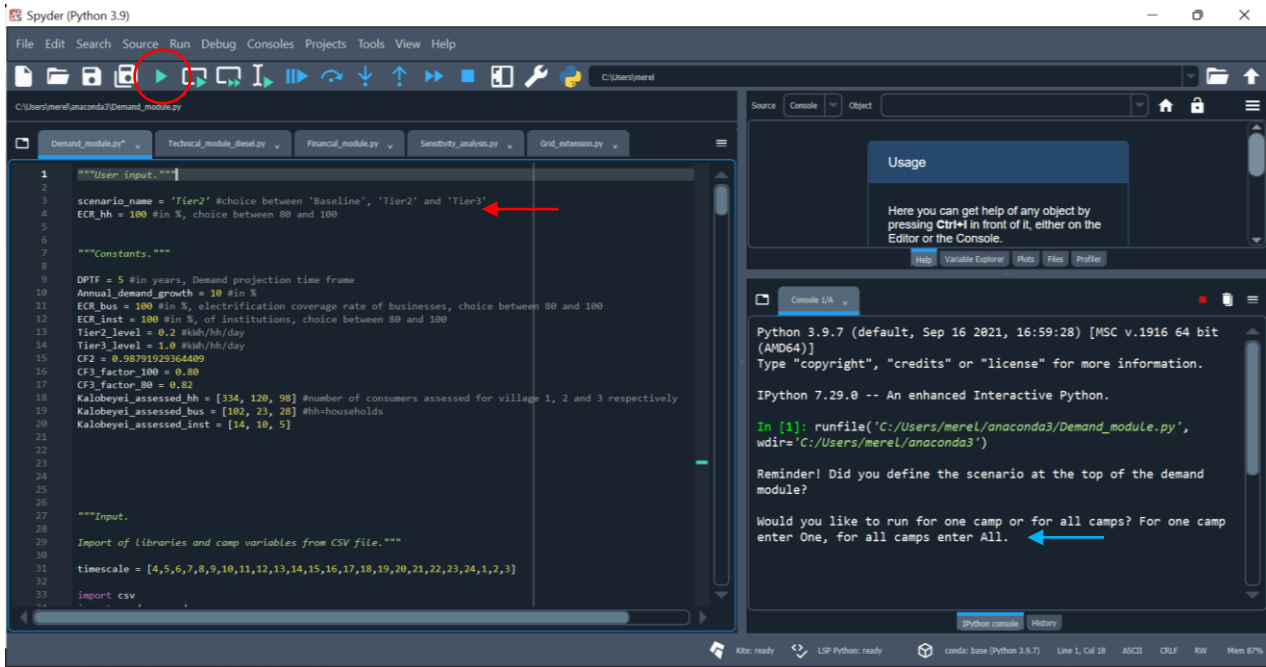 Spyder (Python 3.9)
File Edit Search Source Run Debug Consoles Projects Tools View Help
C:\Users\merel
C:\Users\merel\anaconda3\Demand_module.py
Demand_module.py* Technical_module_diesel.py Financial_module.py Sensitivity_analysis.py Grid_extension.py
1 """User input."""
2
3 scenario_name = 'Tier2' #choice between 'Baseline', 'Tier2' and 'Tier3'
4 ECR_hh = 100 #in %, choice between 80 and 100
5
6
7 """Constants."""
8
9 DPTF = 5 #in years, Demand projection time frame
10 Annual_demand_growth = 10 #in %
11 ECR_bus = 100 #in %, electrification coverage rate of businesses, choice between 80 and 100
12 ECR_inst = 100 #in %, of institutions, choice between 80 and 100
13 Tier2_level = 0.2 #kWh/hh/day
14 Tier3_level = 1.0 #kWh/hh/day
15 CF2 = 0.98791929364409
16 CF3_factor_100 = 0.80
17 CF3_factor_80 = 0.82
18 Kalobeyei_assessed_hh = [334, 120, 98] #number of consumers assessed for village 1, 2 and 3 respectively
19 Kalobeyei_assessed_bus = [102, 23, 28] #hh=households
20 Kalobeyei_assessed_inst = [14, 10, 5]
21
22
23
24
25
26
27 """Input.
28
29 Import of libraries and camp variables from CSV file."""
30
31 timescale = [4,5,6,7,8,9,10,11,12,13,14,15,16,17,18,19,20,21,22,23,24,1,2,3]
32
33 import csv
Source Console Object
Usage
Here you can get help of any object by
pressing Ctrl+I in front of it, either on the
Editor or the Console.
Help Variable Explorer Plots Files Profiler
Console 1/A
Python 3.9.7 (default, Sep 16 2021, 16:59:28) [MSC v.1916 64 bit
(AMD64)]
Type "copyright", "credits" or "license" for more information.
IPython 7.29.0 -- An enhanced Interactive Python.
In [1]: runfile('C:/Users/merel/anaconda3/Demand_module.py',
wdir='C:/Users/merel/anaconda3')
Reminder! Did you define the scenario at the top of the demand
module?
Would you like to run for one camp or for all camps? For one camp
enter One, for all camps enter All.
IPython console History
Kite: ready LSP Python: ready conda: base (Python 3.9.7) Line 1, Col 18 ASCII CRLF RW Mem 87%